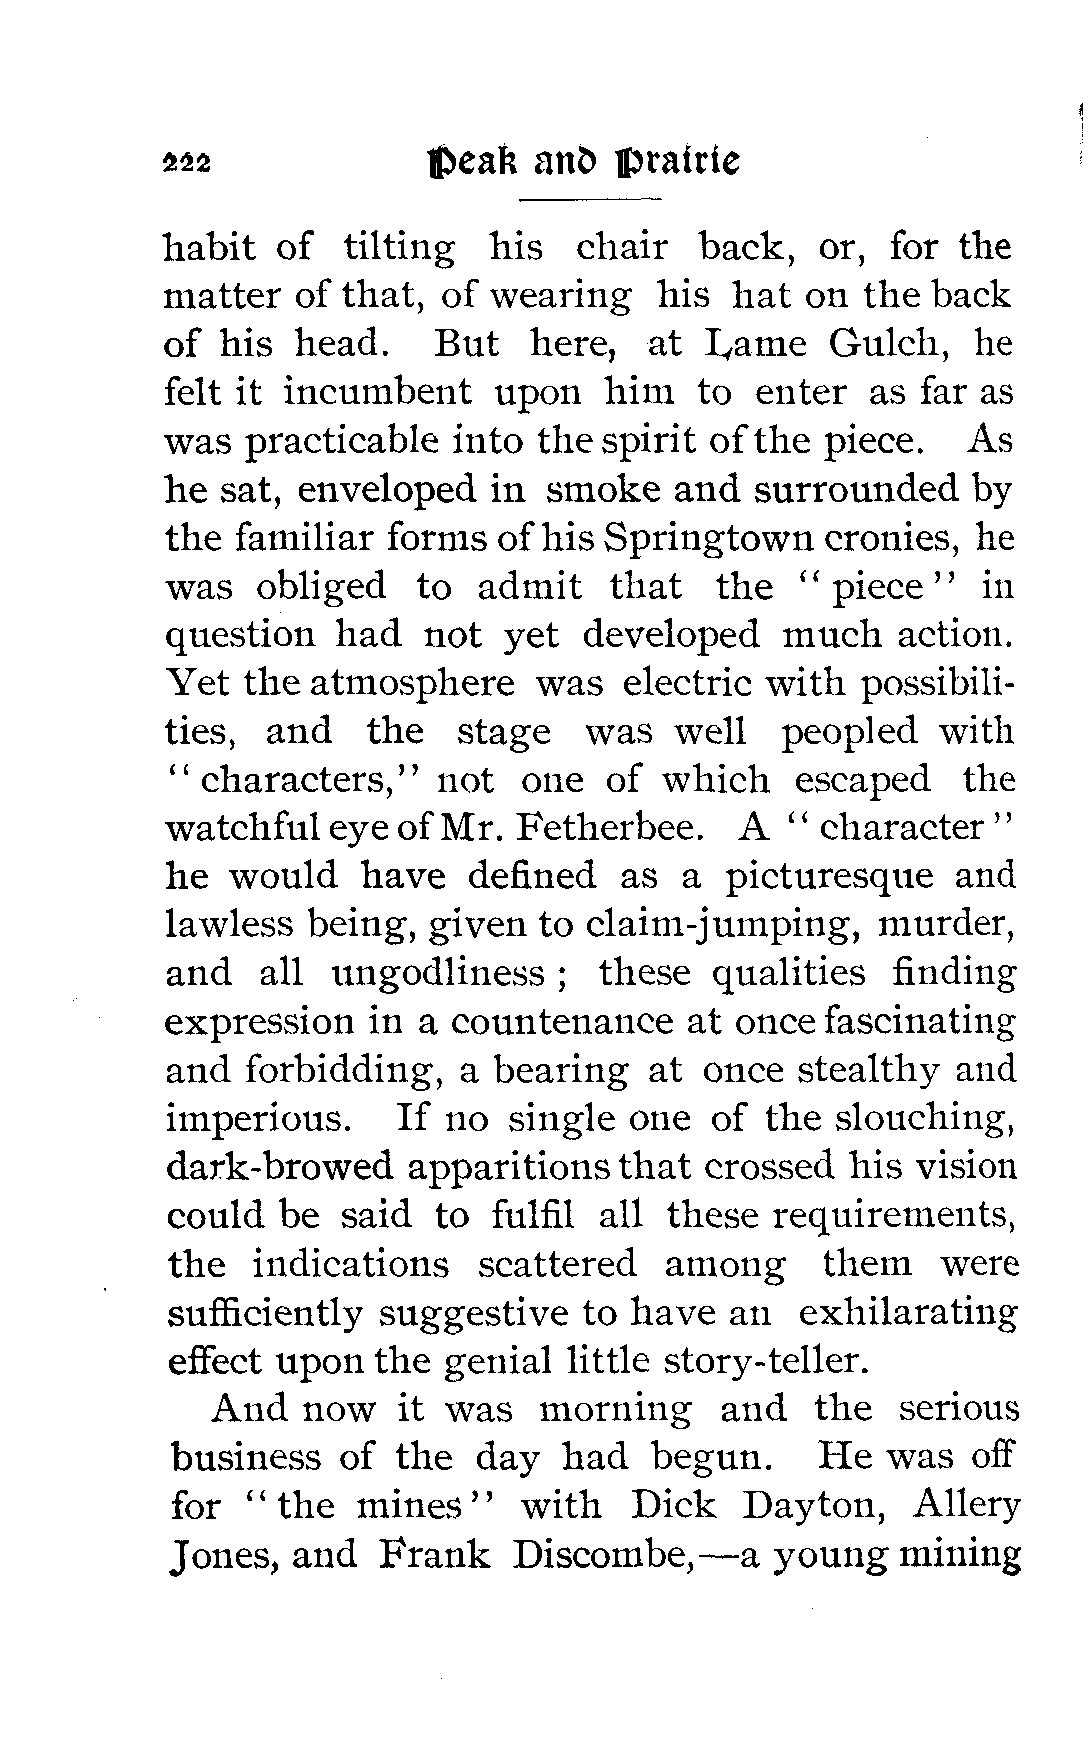 222 Peak and Prairie
habit of tilting his chair back, or, for the
matter of that, of wearing his hat on the back
of his head. But here, at Lame Gulch, he
felt it incumbent upon him to enter as far as
was practicable into the spirit of the piece. As
he sat, enveloped in smoke and surrounded by
the familiar forms of his Springtown cronies, he
was obliged to admit that the “ piece ” in
question had not yet developed much action.
Yet the atmosphere was electric with possibili-
ties, and the stage was well peopled with
“ characters,” not one of which escaped the
watchful eye of Mr. Fetherbee. A “ character ”
he would have defined as a picturesque and
lawless being, given to claim-jumping, murder,
and all ungodliness ; these qualities finding
expression in a countenance at once fascinating
and forbidding, a bearing at once stealthy and
imperious. If no single one of the slouching,
dark-browed apparitions that crossed his vision
could be said to fulfil all these requirements,
the indications scattered among them were
sufficiently suggestive to have an exhilarating
effect upon the genial little story-teller.
And now it was morning and the serious
business of the day had begun. He was off
for “ the mines ” with Dick Dayton, Allery
Jones, and Frank Discombe,—a young mining